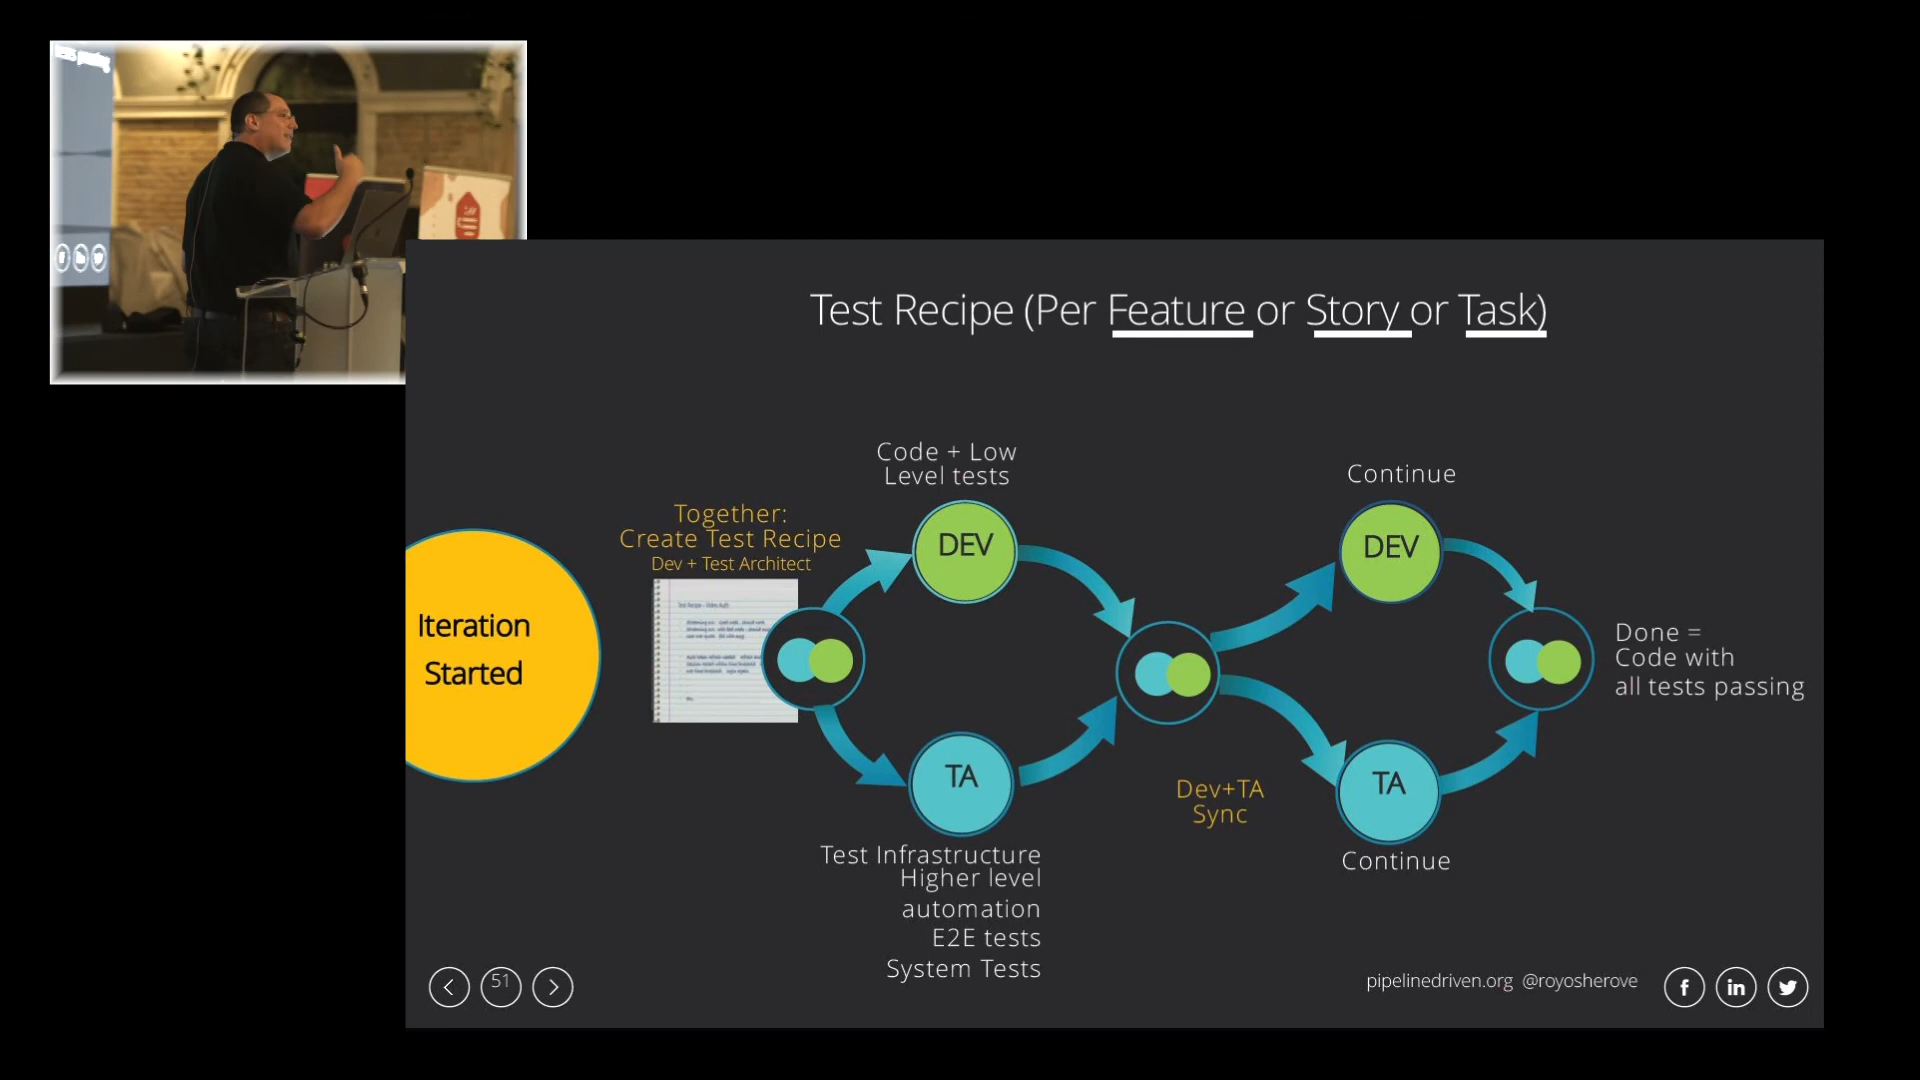 Test Recipe (Per Feature or Story or Task)
Code + Low
Level tests
Continue
Together:
Create Test Recipe
Dev + Test Architect
DEV
DEV
Iteration
Started
Done =
Code with
all tests passing
TA
TA
Dev+TA
Sync
Test Infrastructure
Higher level
automation
E2E tests
System Tests
Continue
51
pipelinedriven.org @royosherove